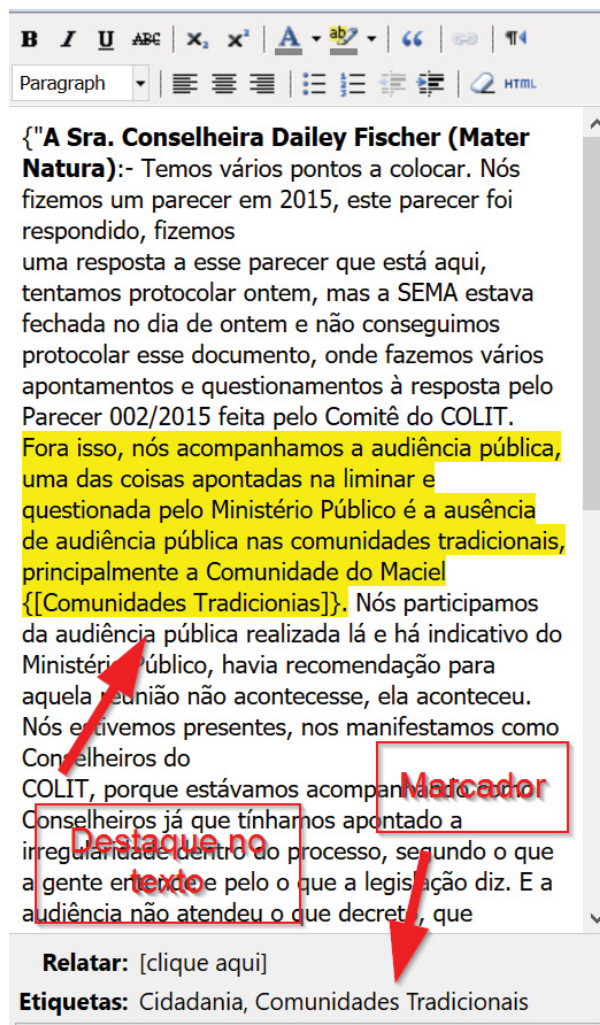 B I U ABC x₂ x² A ab HTML
Paragraph HTML
{"A Sra. Conselheira Dailey Fischer (Mater
Natura):- Temos vários pontos a colocar. Nós
fizemos um parecer em 2015, este parecer foi
respondido, fizemos
uma resposta a esse parecer que está aqui,
tentamos protocolar ontem, mas a SEMA estava
fechada no dia de ontem e não conseguimos
protocolar esse documento, onde fazemos vários
apontamentos e questionamentos à resposta pelo
Parecer 002/2015 feita pelo Comitê do COLIT.
Fora isso, nós acompanhamos a audiência pública,
uma das coisas apontadas na liminar e
questionada pelo Ministério Público é a ausência
de audiência pública nas comunidades tradicionais,
principalmente a Comunidade do Maciel
{[Comunidades Tradicionias]}. Nós participamos
da audiência pública realizada lá e há indicativo do
Ministério Público, havia recomendação para
aquela reunião não acontecesse, ela aconteceu.
Nós estivemos presentes, nos manifestamos como
Conselheiros do
COLIT, porque estávamos acompanhando como
Marcador
Conselheiros já que tínhamos apontado a
Destaque no
irregularidade dentro do processo, segundo o que
texto
a gente entende e pelo o que a legislação diz. E a
audiência não atendeu o que decreto, que
Relatar: [clique aqui]
Etiquetas: Cidadania, Comunidades Tradicionais